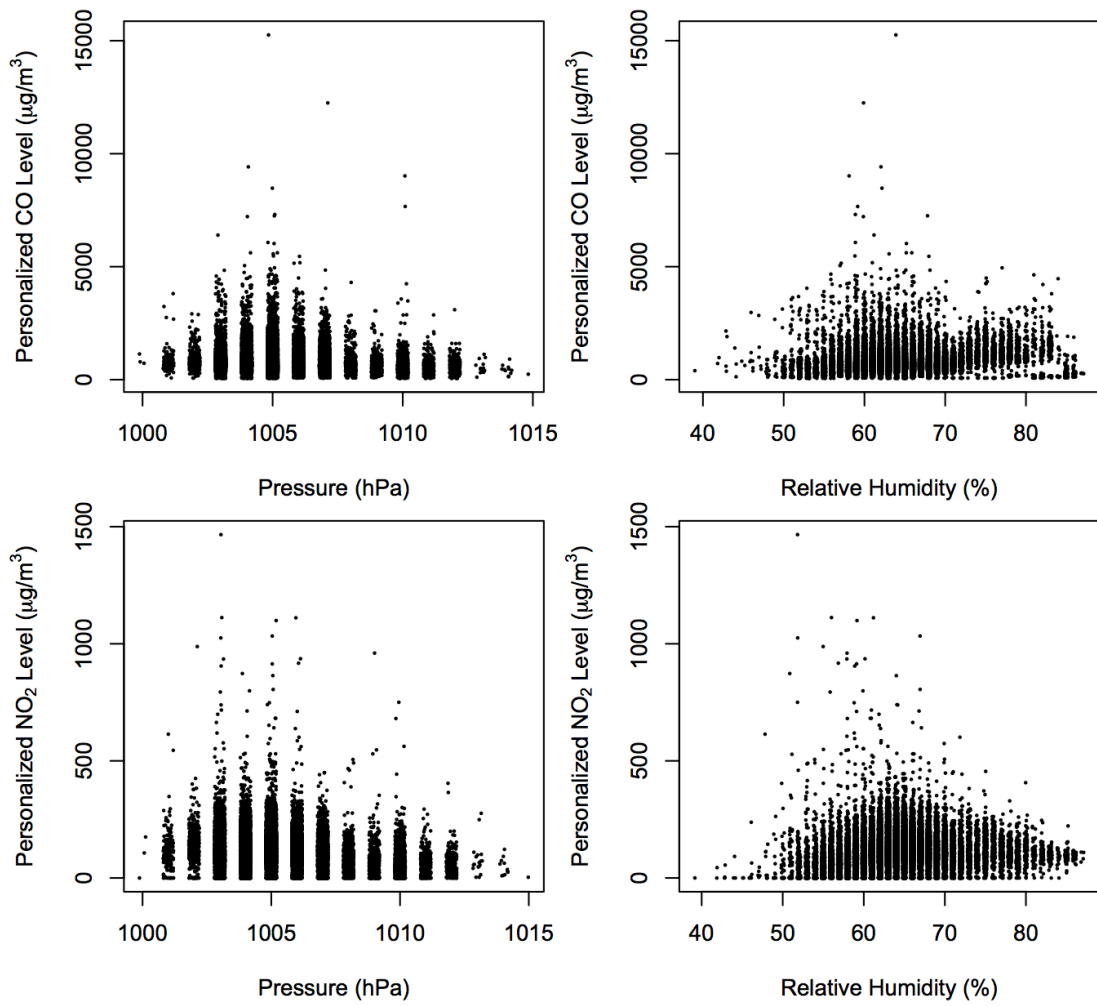 Personalized CO Level (μg/m³)
0 5000 10000 15000
1000 1005 1010 1015
Pressure (hPa)
Personalized CO Level (μg/m³)
0 5000 10000 15000
40 50 60 70 80
Relative Humidity (%)
Personalized NO₂ Level (μg/m³)
0 500 1000 1500
1000 1005 1010 1015
Pressure (hPa)
Personalized NO₂ Level (μg/m³)
0 500 1000 1500
40 50 60 70 80
Relative Humidity (%)